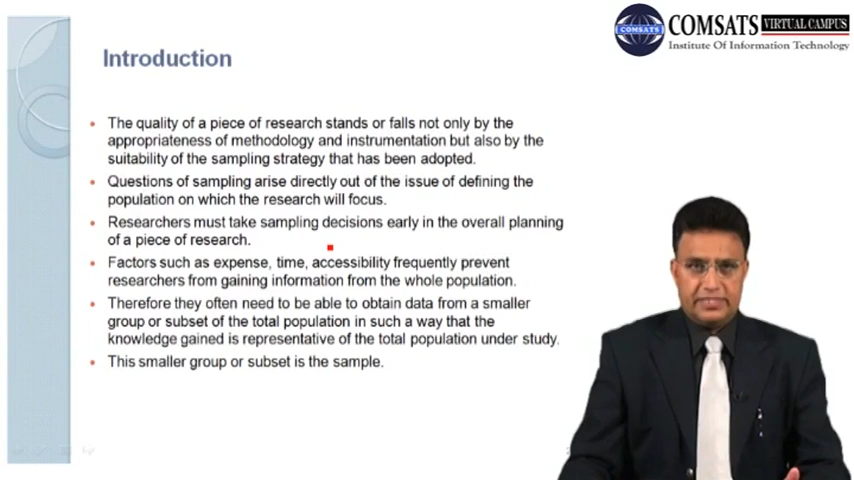 COMSATS VIRTUAL CAMPUS
COMSATS
Institute Of Information Technology
Introduction
The quality of a piece of research stands or falls not only by the
appropriateness of methodology and instrumentation but also by the
suitability of the sampling strategy that has been adopted.
Questions of sampling arise directly out of the issue of defining the
population on which the research will focus.
Researchers must take sampling decisions early in the overall planning
of a piece of research.
Factors such as expense, time, accessibility frequently prevent
researchers from gaining information from the whole population.
Therefore they often need to be able to obtain data from a smaller
group or subset of the total population in such a way that the
knowledge gained is representative of the total population under study.
This smaller group or subset is the sample.